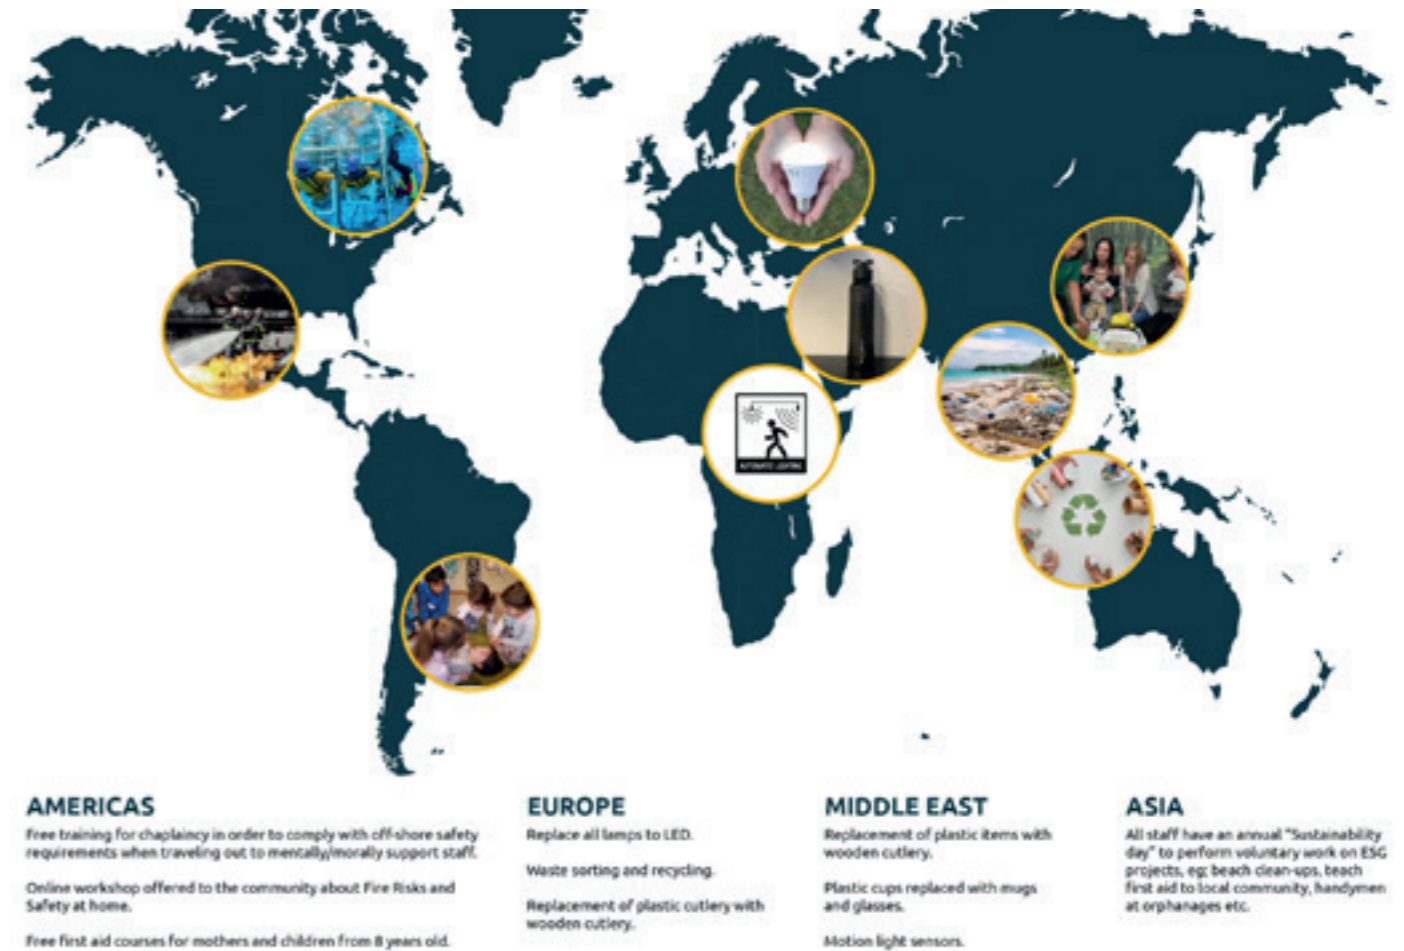 AUTOMATIC LIGHTING
AMERICAS
Free training for chaplaincy in order to comply with off-shore safety
requirements when traveling out to mentally/morally support staff.
Online workshop offered to the community about Fire Risks and
Safety at home.
Free first aid courses for mothers and children from 8 years old.
EUROPE
Replace all lamps to LED.
Waste sorting and recycling.
Replacement of plastic cutlery with
wooden cutlery.
MIDDLE EAST
Replacement of plastic items with
wooden cutlery.
Plastic cups replaced with mugs
and glasses.
Motion light sensors.
ASIA
All staff have an annual "Sustainability
day" to perform voluntary work on ESG
projects, eg; beach clean-ups, teach
first aid to local community, handymen
at orphanages etc.